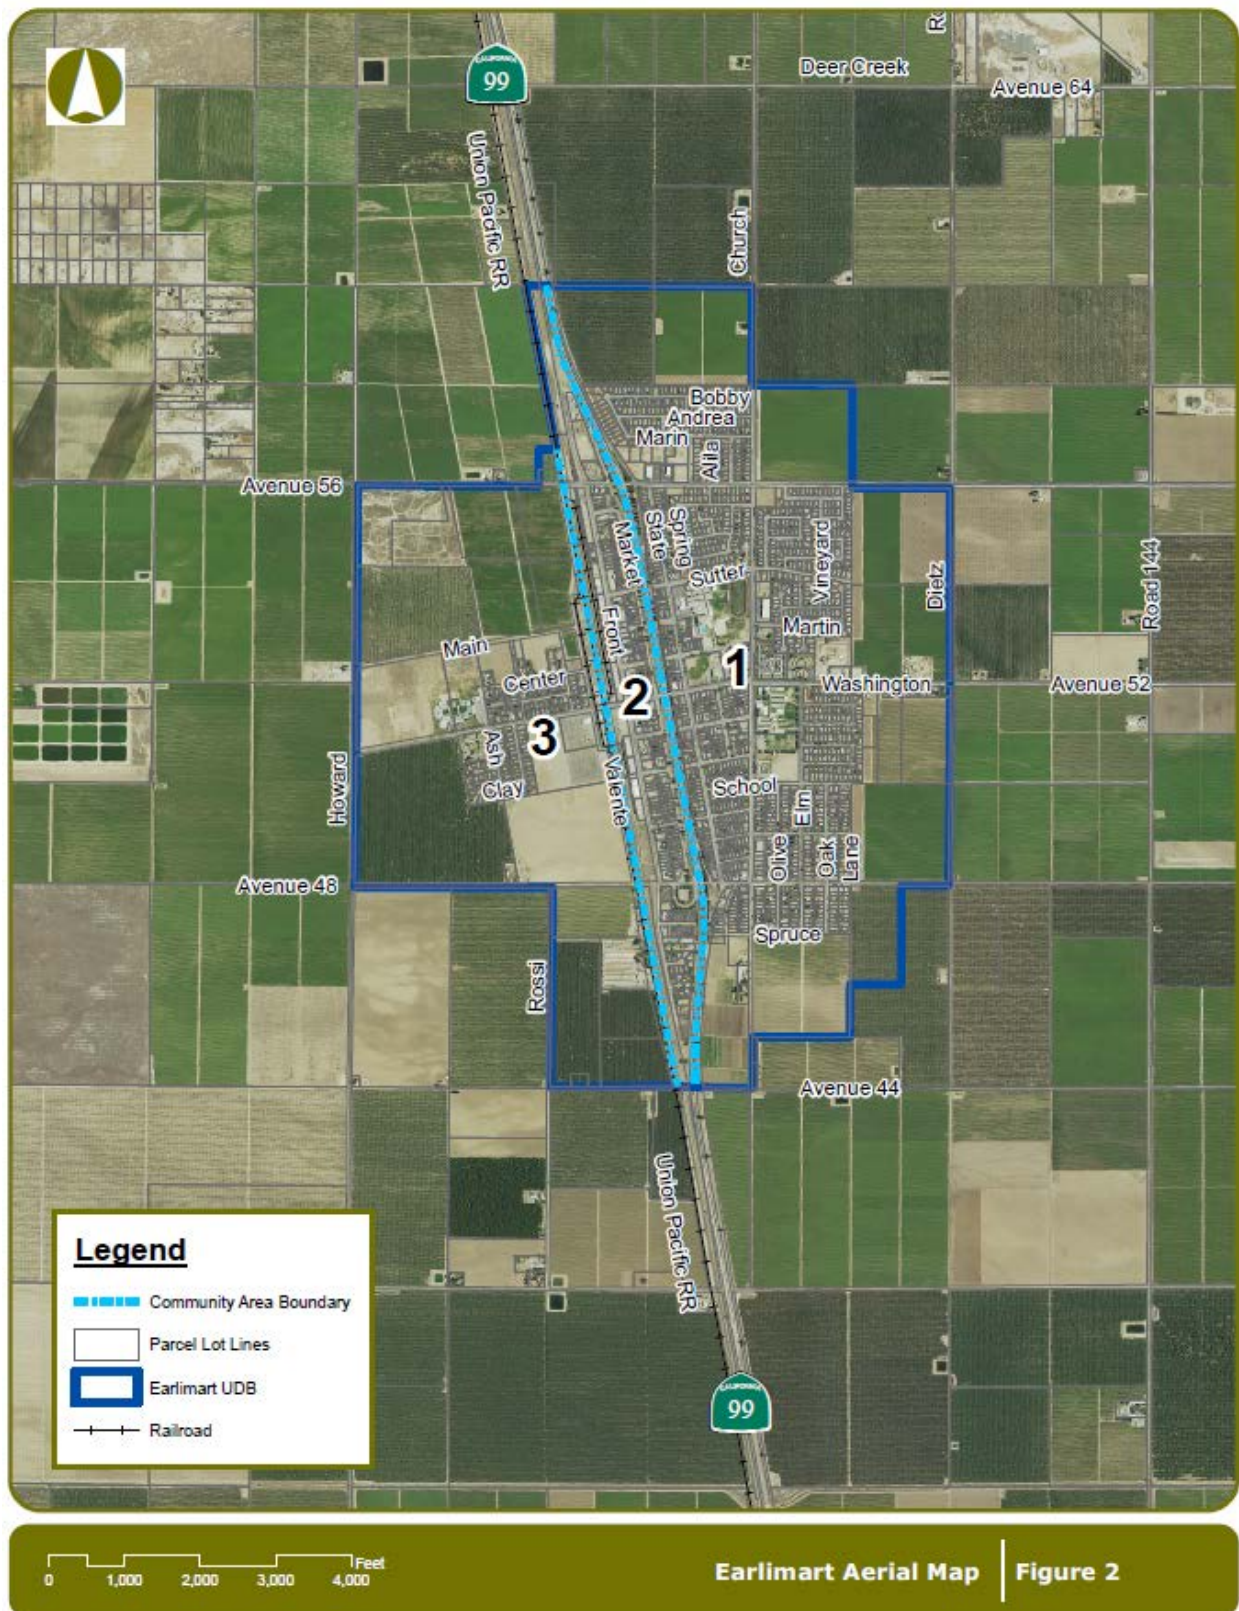 R
CALIFORNIA
99
Deer Creek
Avenue 64
Union Pacific RR
Church
Bobby
Andrea
Marin
Alila
Avenue 56
Market
State
Spring
Sutter
Vineyard
Dietz
Road 144
Front
Martin
Main
Center
1
2
Washington
Avenue 52
3
Ash
Clay
Valente
School
Howard
Elm
Olive
Oak
Lane
Avenue 48
Spruce
Rossi
Avenue 44
Union Pacific RR
Legend
Community Area Boundary
Parcel Lot Lines
Earlimart UDB
Railroad
CALIFORNIA
99
Feet
0 1,000 2,000 3,000 4,000
Earlimart Aerial Map
Figure 2